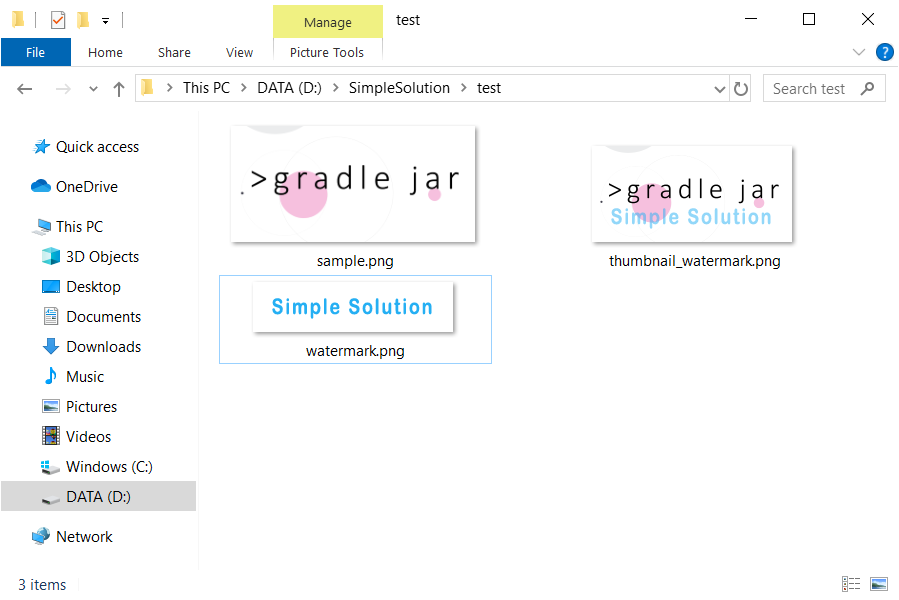 Manage
test
File
Home
Share
View
Picture Tools
This PC
DATA (D:)
SimpleSolution
test
Search test
Quick access
OneDrive
This PC
3D Objects
Desktop
Documents
Downloads
Music
Pictures
Videos
Windows (C:)
DATA (D:)
Network
.>gradle jar
sample.png
.>gradle jar
Simple Solution
thumbnail_watermark.png
Simple Solution
watermark.png
3 items